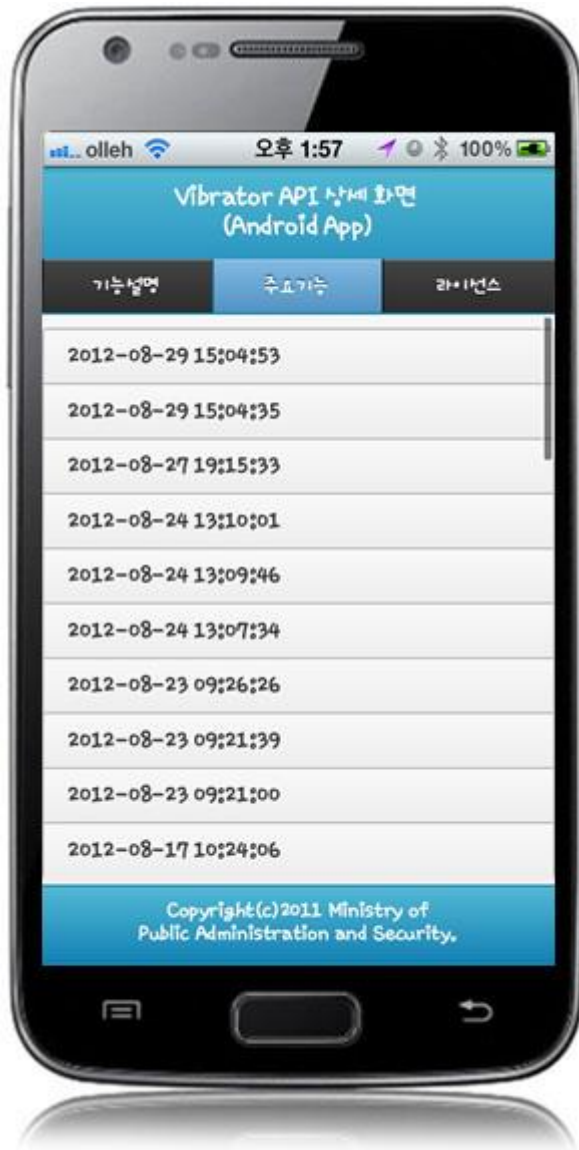 olleh 오후 1:57 100%
Vibrator API 상세 화면
(Android App)
기능설명 주요기능 라이선스
2012-08-29 15:04:53
2012-08-29 15:04:35
2012-08-27 19:15:33
2012-08-24 13:10:01
2012-08-24 13:09:46
2012-08-24 13:07:34
2012-08-23 09:26:26
2012-08-23 09:21:39
2012-08-23 09:21:00
2012-08-17 10:24:06
Copyright(c)2011 Ministry of
Public Administration and Security.